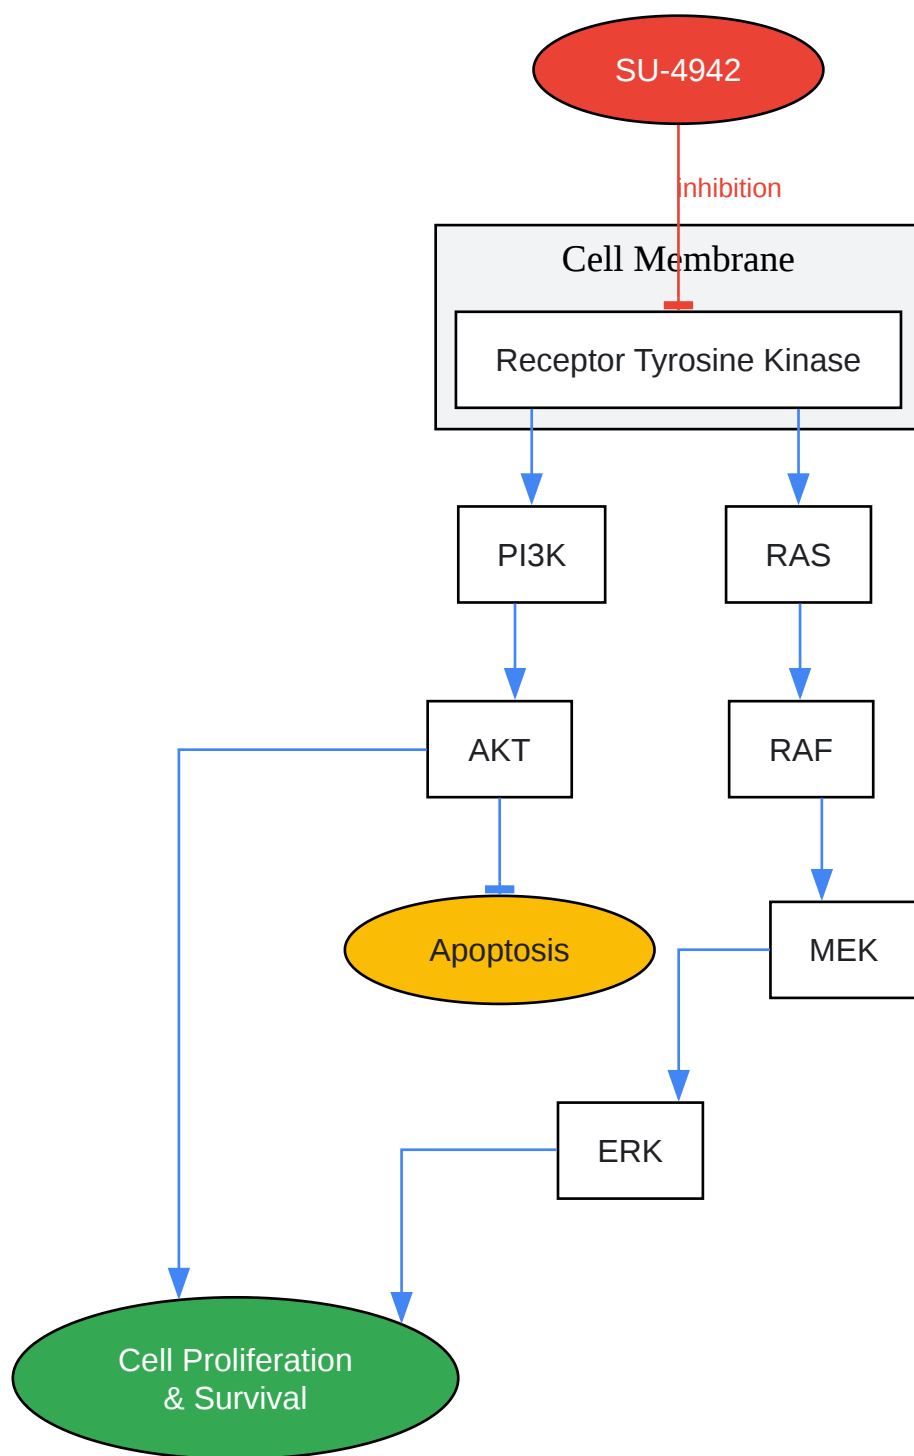 SU-4942
inhibition
Cell Membrane
Receptor Tyrosine Kinase
PI3K
RAS
AKT
RAF
Apoptosis
MEK
ERK
Cell Proliferation
& Survival